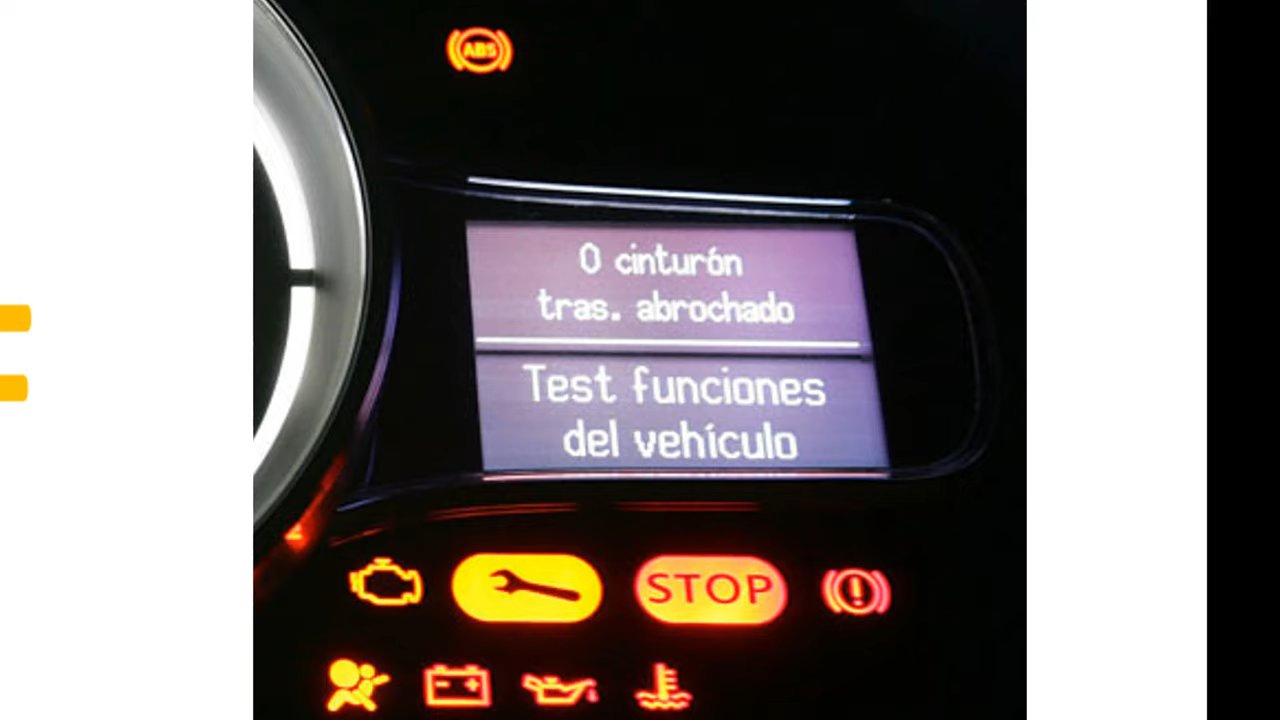 ABS
0 cinturón
tras. abrochado
Test funciones
del vehículo
STOP